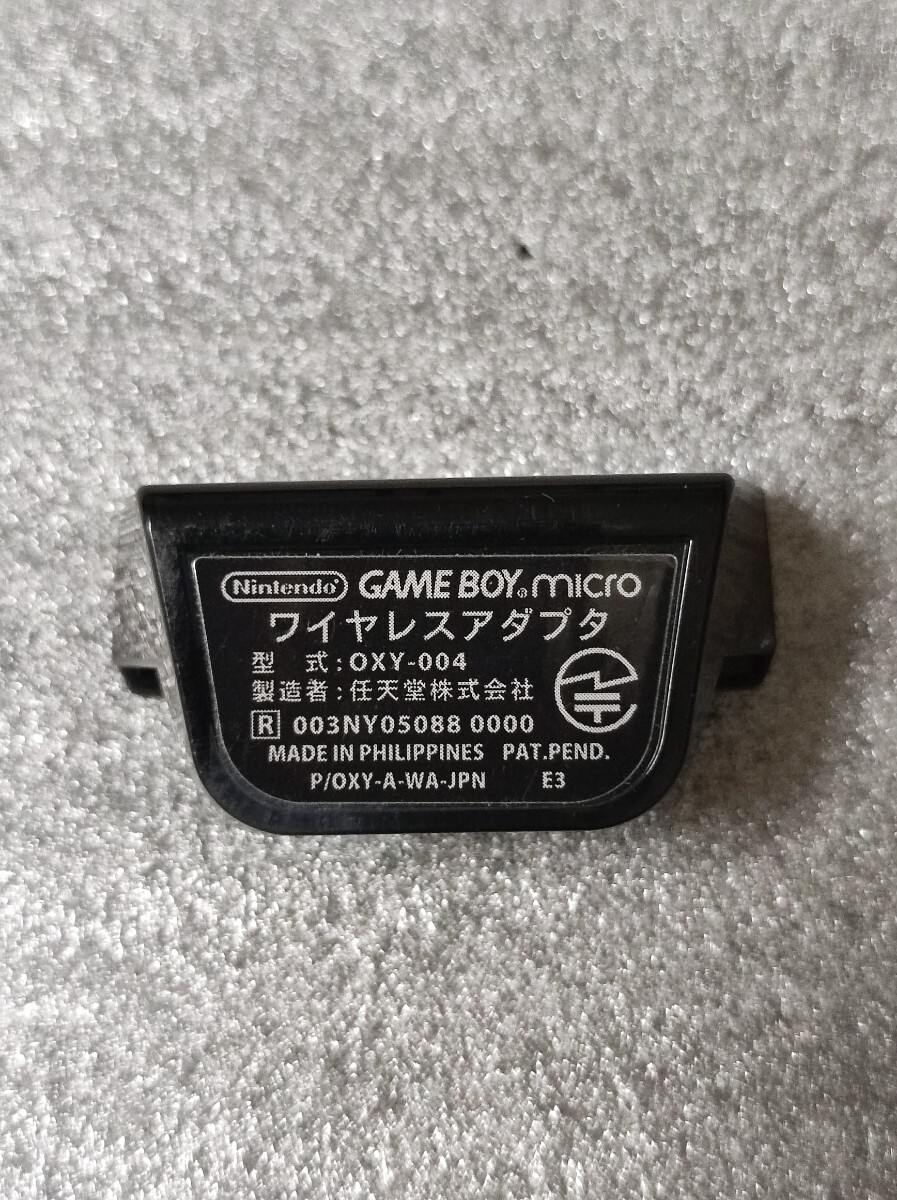 Nintendo® GAME BOY® micro
ワイヤレスアダプタ
型 式:OXY-004
製造者:任天堂株式会社
R 003NY05088 0000
MADE IN PHILIPPINES PAT.PEND.
P/OXY-A-WA-JPN E3